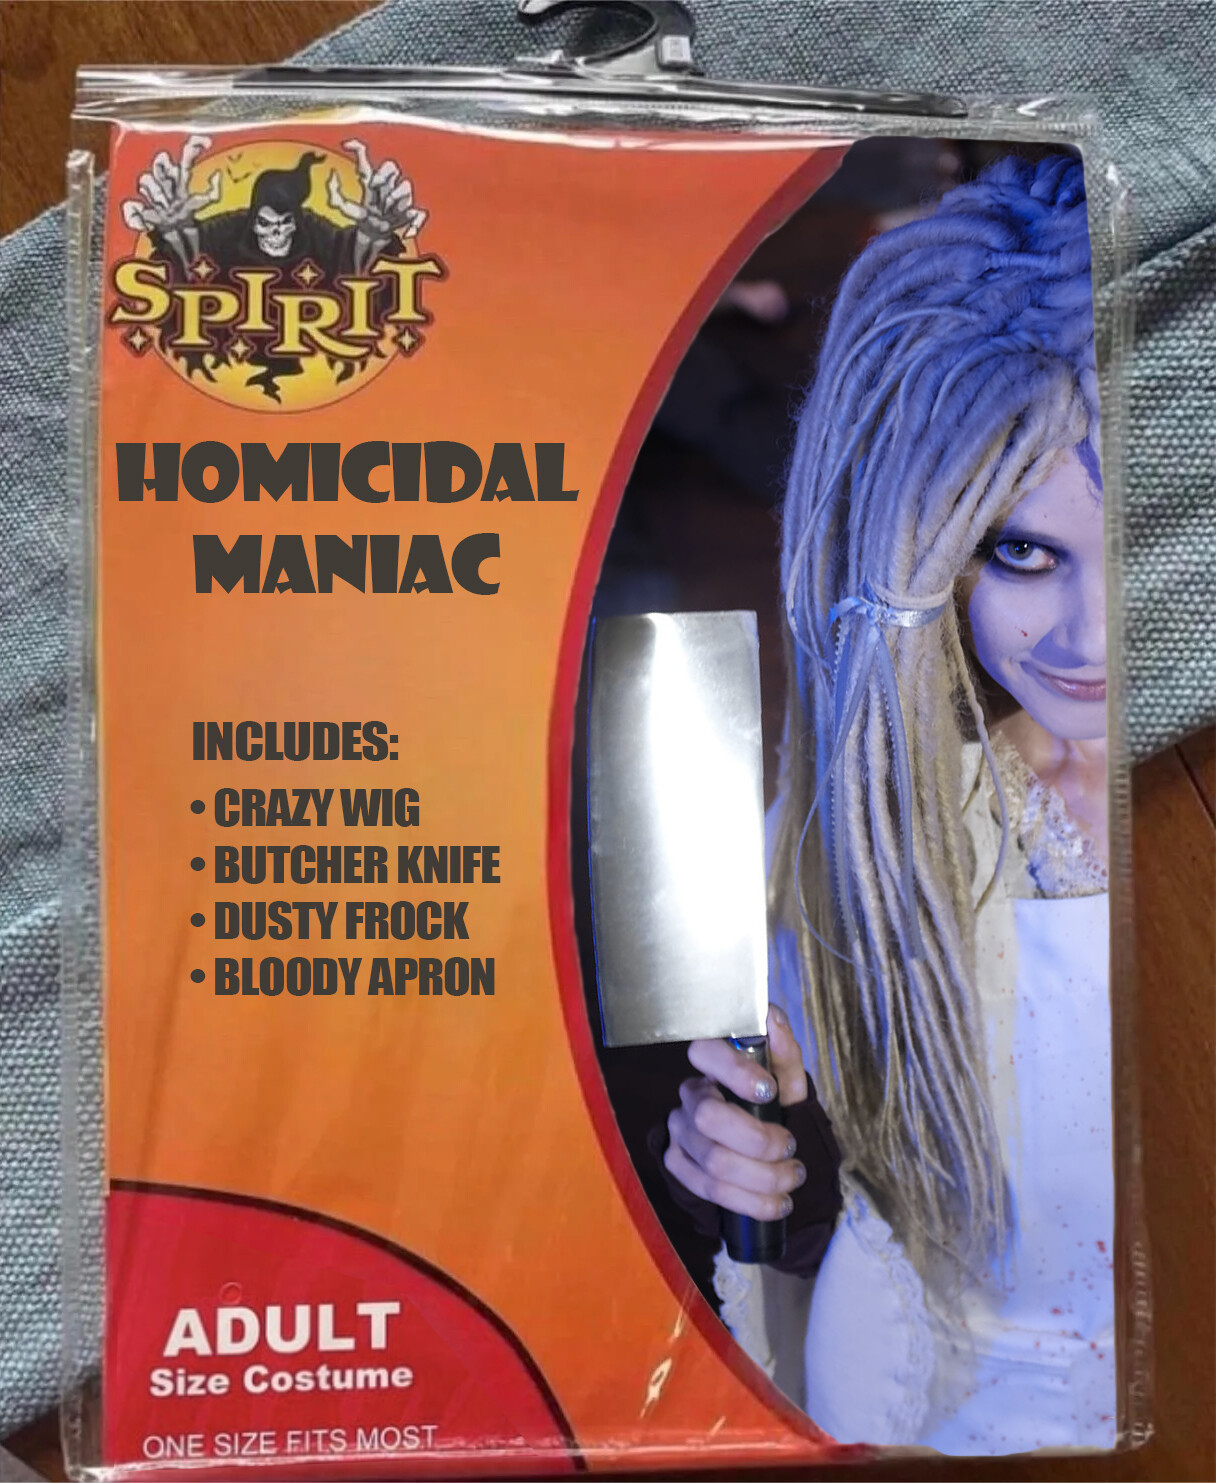 SPIRIT
HOMICIDAL
MANIAC
INCLUDES:
• CRAZY WIG
• BUTCHER KNIFE
• DUSTY FROCK
• BLOODY APRON
ADULT
Size Costume
ONE SIZE FITS MOST